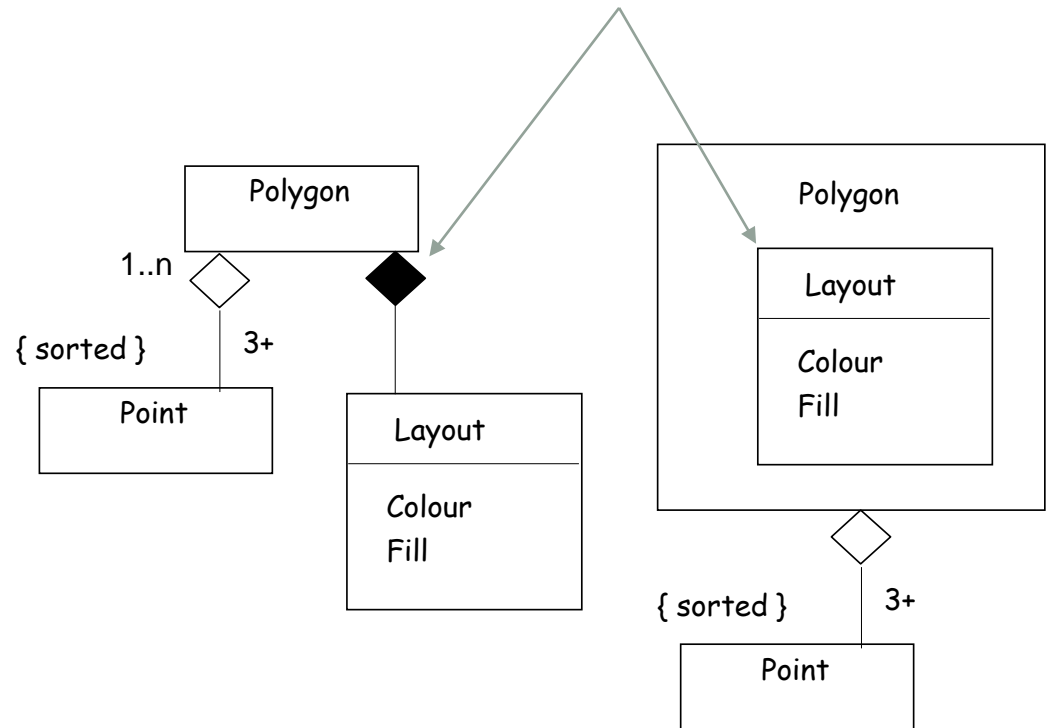 Polygon
1..n
{ sorted }
3+
Point
Layout
Colour
Fill
Polygon
Layout
Colour
Fill
{ sorted }
3+
Point